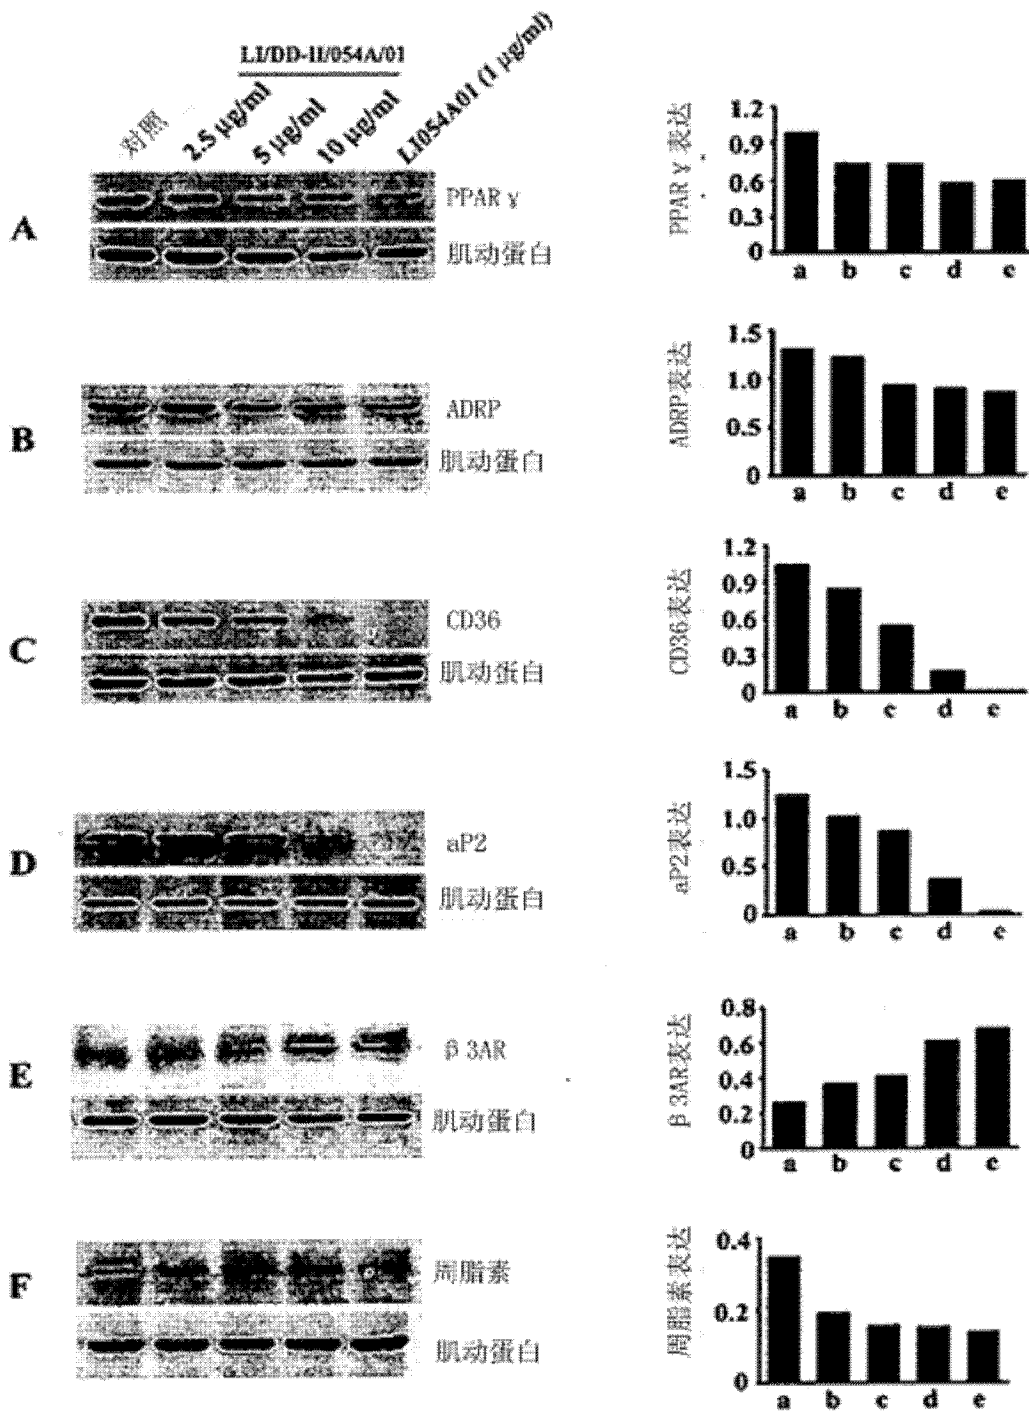 LI/DD-II/054A/01
对照
2.5 μg/ml
5 μg/ml
10 μg/ml
LI054A01 (1 μg/ml)
A
PPAR γ
肌动蛋白
PPAR γ 表达
1.2
0.9
0.6
0.3
0
a b c d e
B
ADRP
肌动蛋白
ADRP表达
1.5
1.0
0.5
0
a b c d e
C
CD36
肌动蛋白
CD36表达
1.2
0.9
0.6
0.3
0
a b c d e
D
aP2
肌动蛋白
aP2表达
1.5
1.0
0.5
0
a b c d e
E
β 3AR
肌动蛋白
β 3AR表达
0.8
0.6
0.4
0.2
0
a b c d e
F
周脂素
肌动蛋白
周脂素表达
0.4
0.2
0
a b c d e